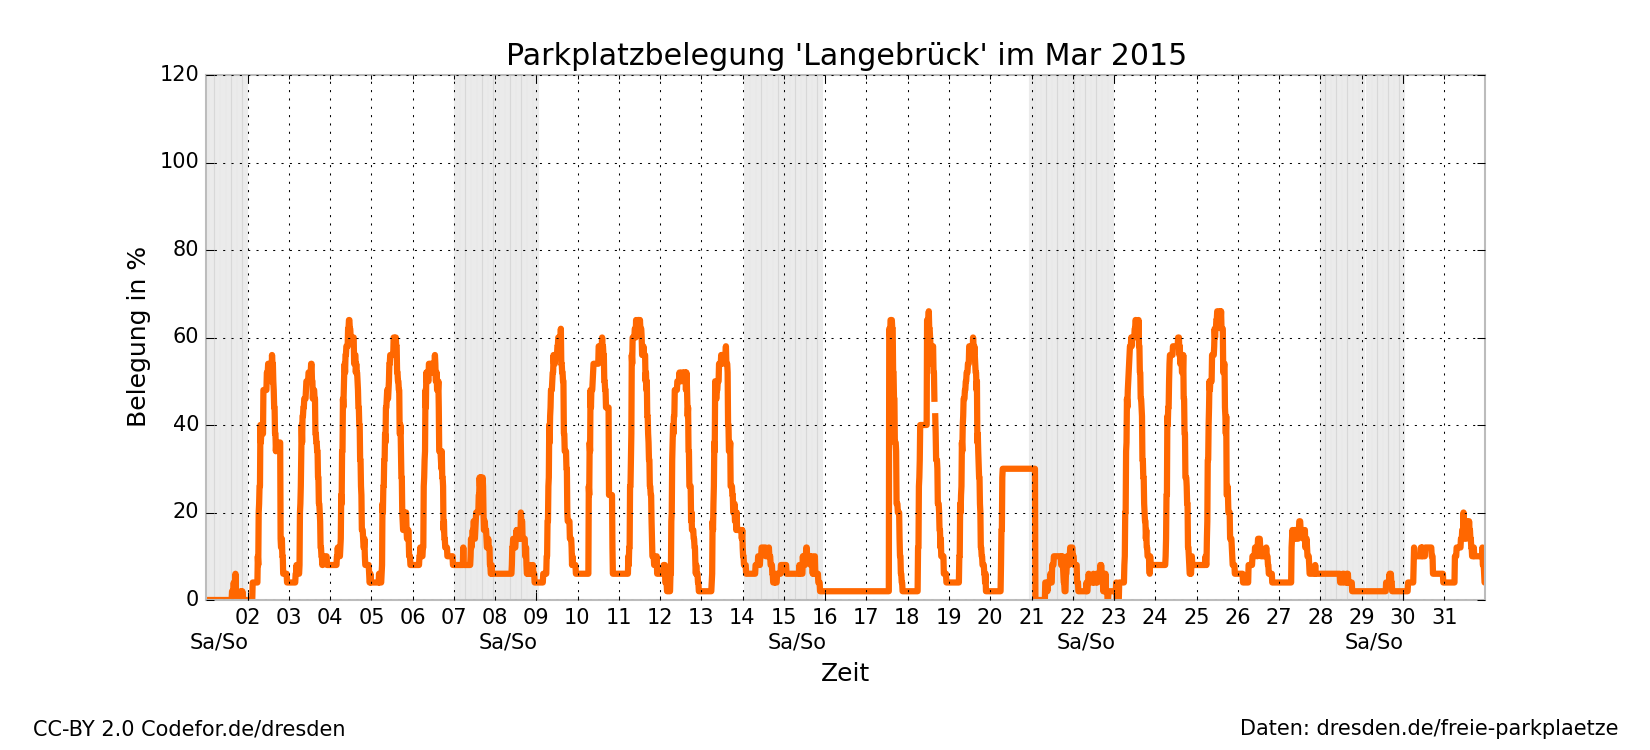 Parkplatzbelegung 'Langebrück' im Mar 2015
120
100
80
60
40
20
0
Belegung in %
02 03 04 05 06 07 08 09 10 11 12 13 14 15 16 17 18 19 20 21 22 23 24 25 26 27 28 29 30 31
Sa/So Sa/So Sa/So Sa/So Sa/So
Zeit
CC-BY 2.0 Codefor.de/dresden
Daten: dresden.de/freie-parkplaetze